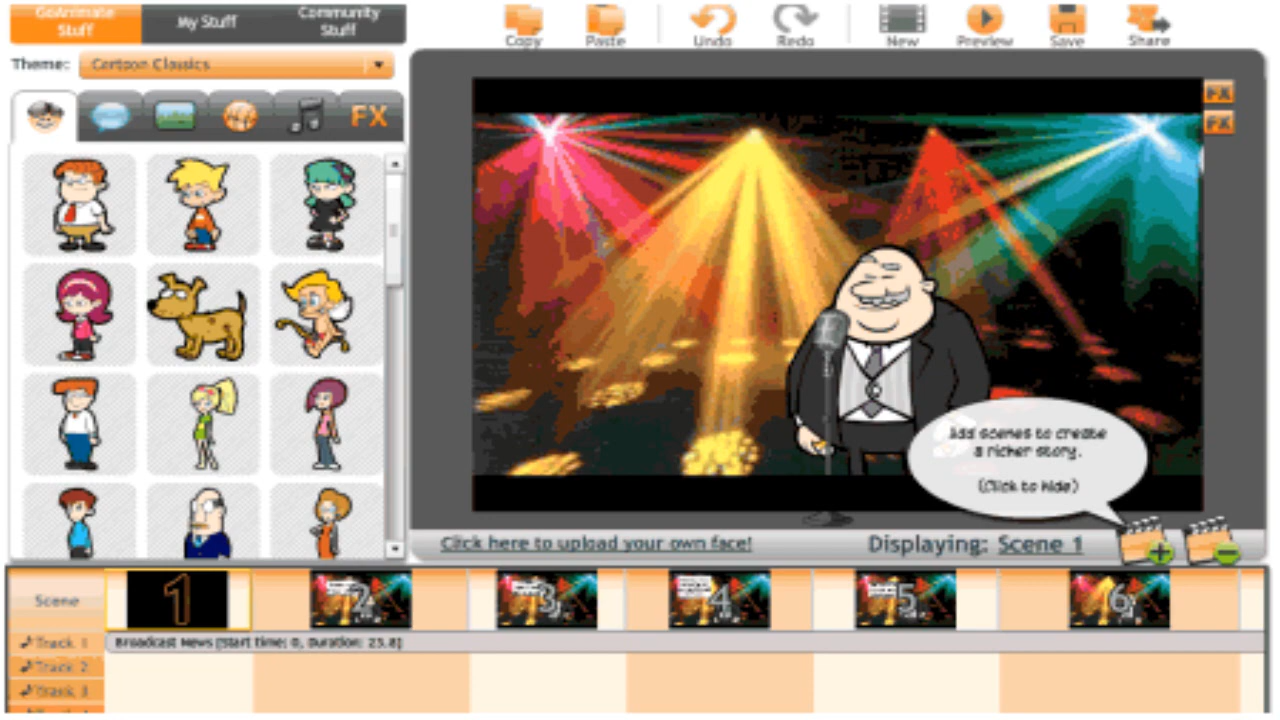 GoAnimate
Stuff
My Stuff
Community
Stuff
Copy
Paste
Undo
Redo
New
Preview
Save
Share
Theme:
Cartoon Classics
FX
FX
FX
Add scenes to create
a richer story.
(Click to hide)
Click here to upload your own face!
Displaying: Scene 1
Scene
1
2
3
4
5
6
Track 1
Broadcast News [Start time: 0, Duration: 23.8]
Track 2
Track 3